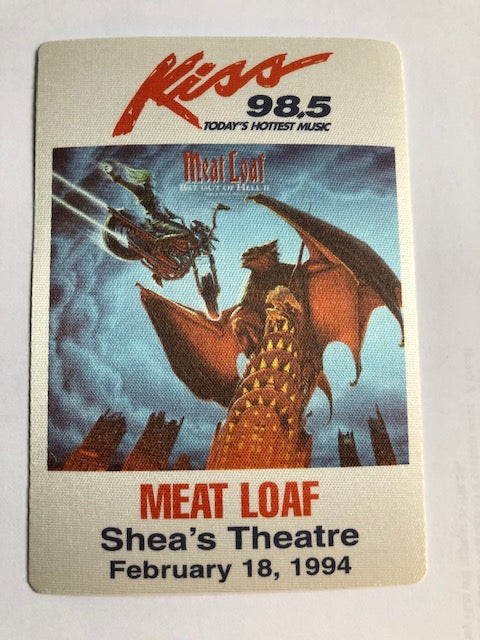 Kiss
98.5
TODAY'S HOTTEST MUSIC
Meat Loaf
BAT OUT OF HELL II
MEAT LOAF
Shea's Theatre
February 18, 1994